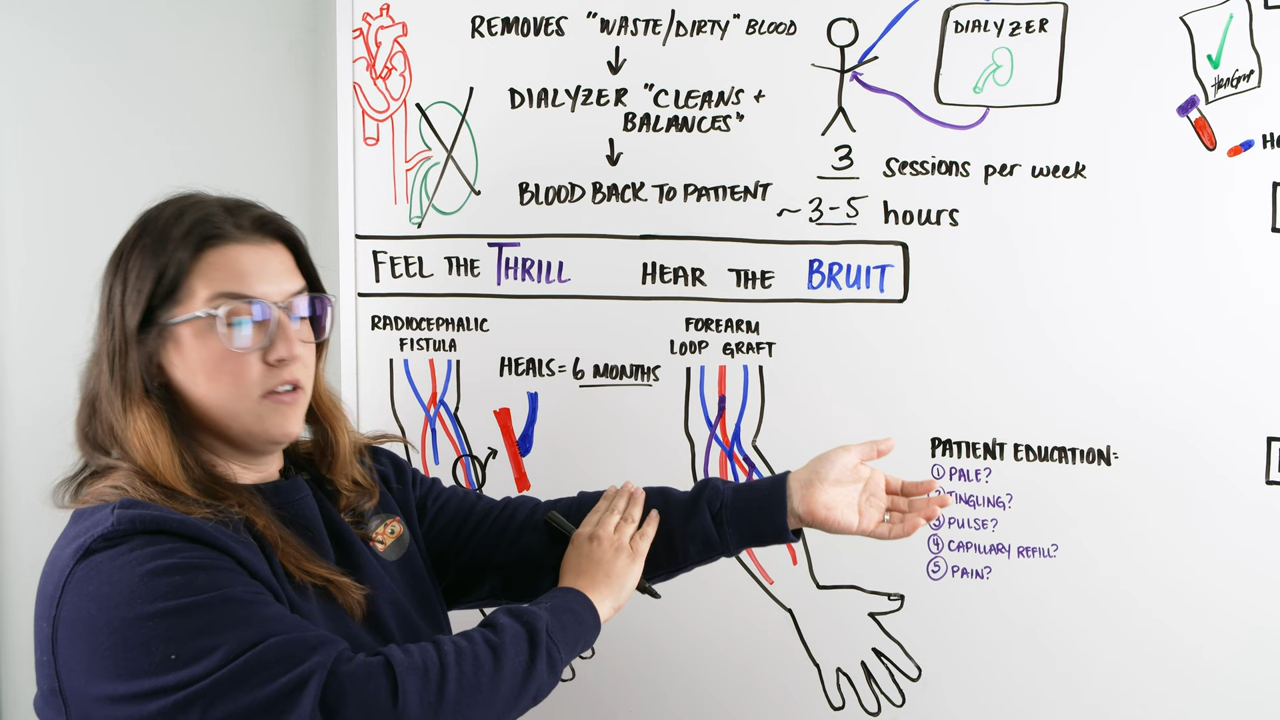 REMOVES "WASTE/DIRTY" BLOOD
DIALYZER "CLEANS +
BALANCES"
BLOOD BACK TO PATIENT
DIALYZER
3 sessions per week
~3-5 hours
FEEL THE THRILL HEAR THE BRUIT
RADIOCEPHALIC
FISTULA
HEALS = 6 MONTHS
FOREARM
LOOP GRAFT
PATIENT EDUCATION:
① PALE?
② TINGLING?
③ PULSE?
④ CAPILLARY REFILL?
⑤ PAIN?